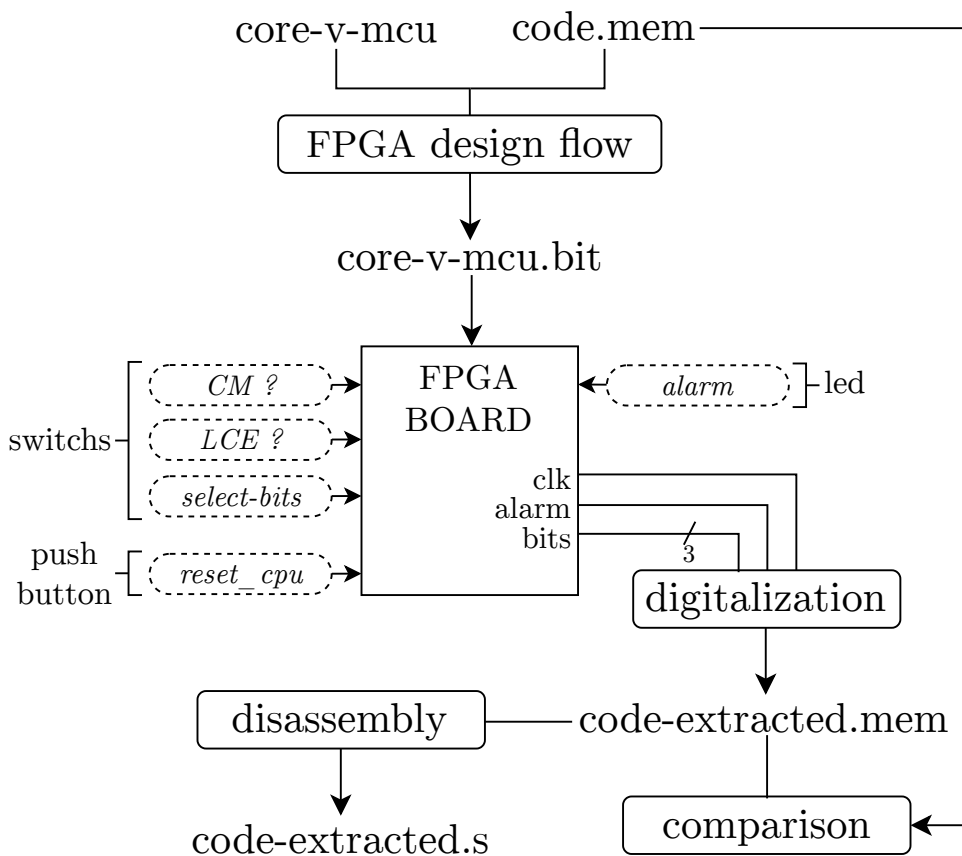 core-v-mcu code.mem
FPGA design flow
core-v-mcu.bit
FPGA
BOARD
CM ?
LCE ?
select-bits
switchs
push
button
reset_cpu
alarm
led
clk
alarm
bits
3
digitalization
disassembly
code-extracted.mem
code-extracted.s
comparison